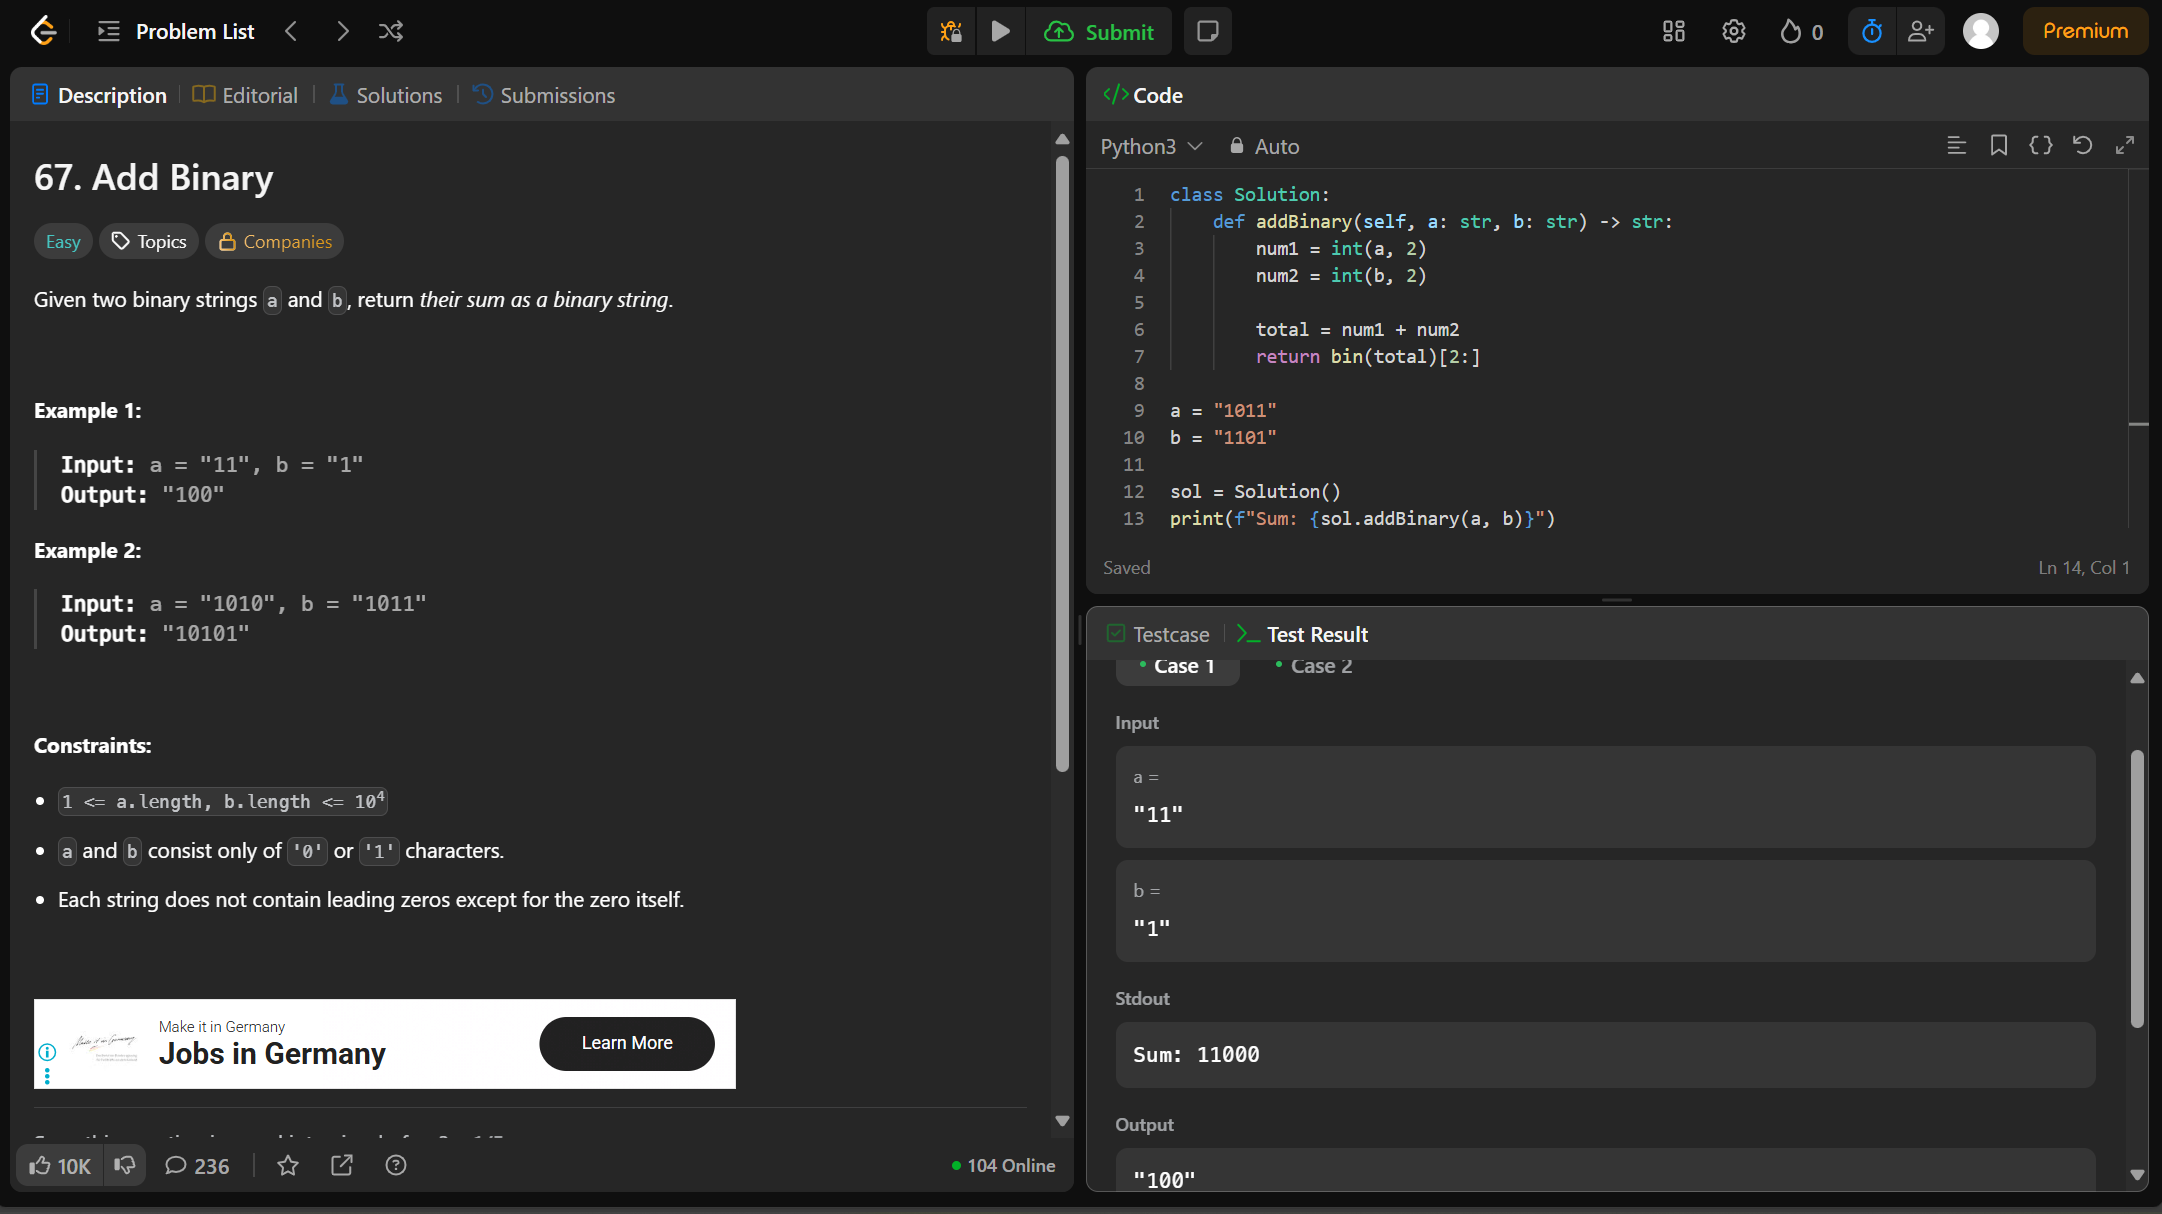 Problem List
Submit
0
Premium
Description
Editorial
Solutions
Submissions
67. Add Binary
Easy
Topics
Companies
Given two binary strings a and b, return their sum as a binary string.
Example 1:
Input: a = "11", b = "1"
Output: "100"
Example 2:
Input: a = "1010", b = "1011"
Output: "10101"
Constraints:
1 <= a.length, b.length <= 10⁴
a and b consist only of '0' or '1' characters.
Each string does not contain leading zeros except for the zero itself.
Make it in Germany
Jobs in Germany
Learn More
10K
236
104 Online
</> Code
Python3
Auto
1 class Solution:
2 def addBinary(self, a: str, b: str) -> str:
3 num1 = int(a, 2)
4 num2 = int(b, 2)
5
6 total = num1 + num2
7 return bin(total)[2:]
8
9 a = "1011"
10 b = "1101"
11
12 sol = Solution()
13 print(f"Sum: {sol.addBinary(a, b)}")
Saved
Ln 14, Col 1
Testcase
Test Result
Case 1
Case 2
Input
a =
"11"
b =
"1"
Stdout
Sum: 11000
Output
"100"